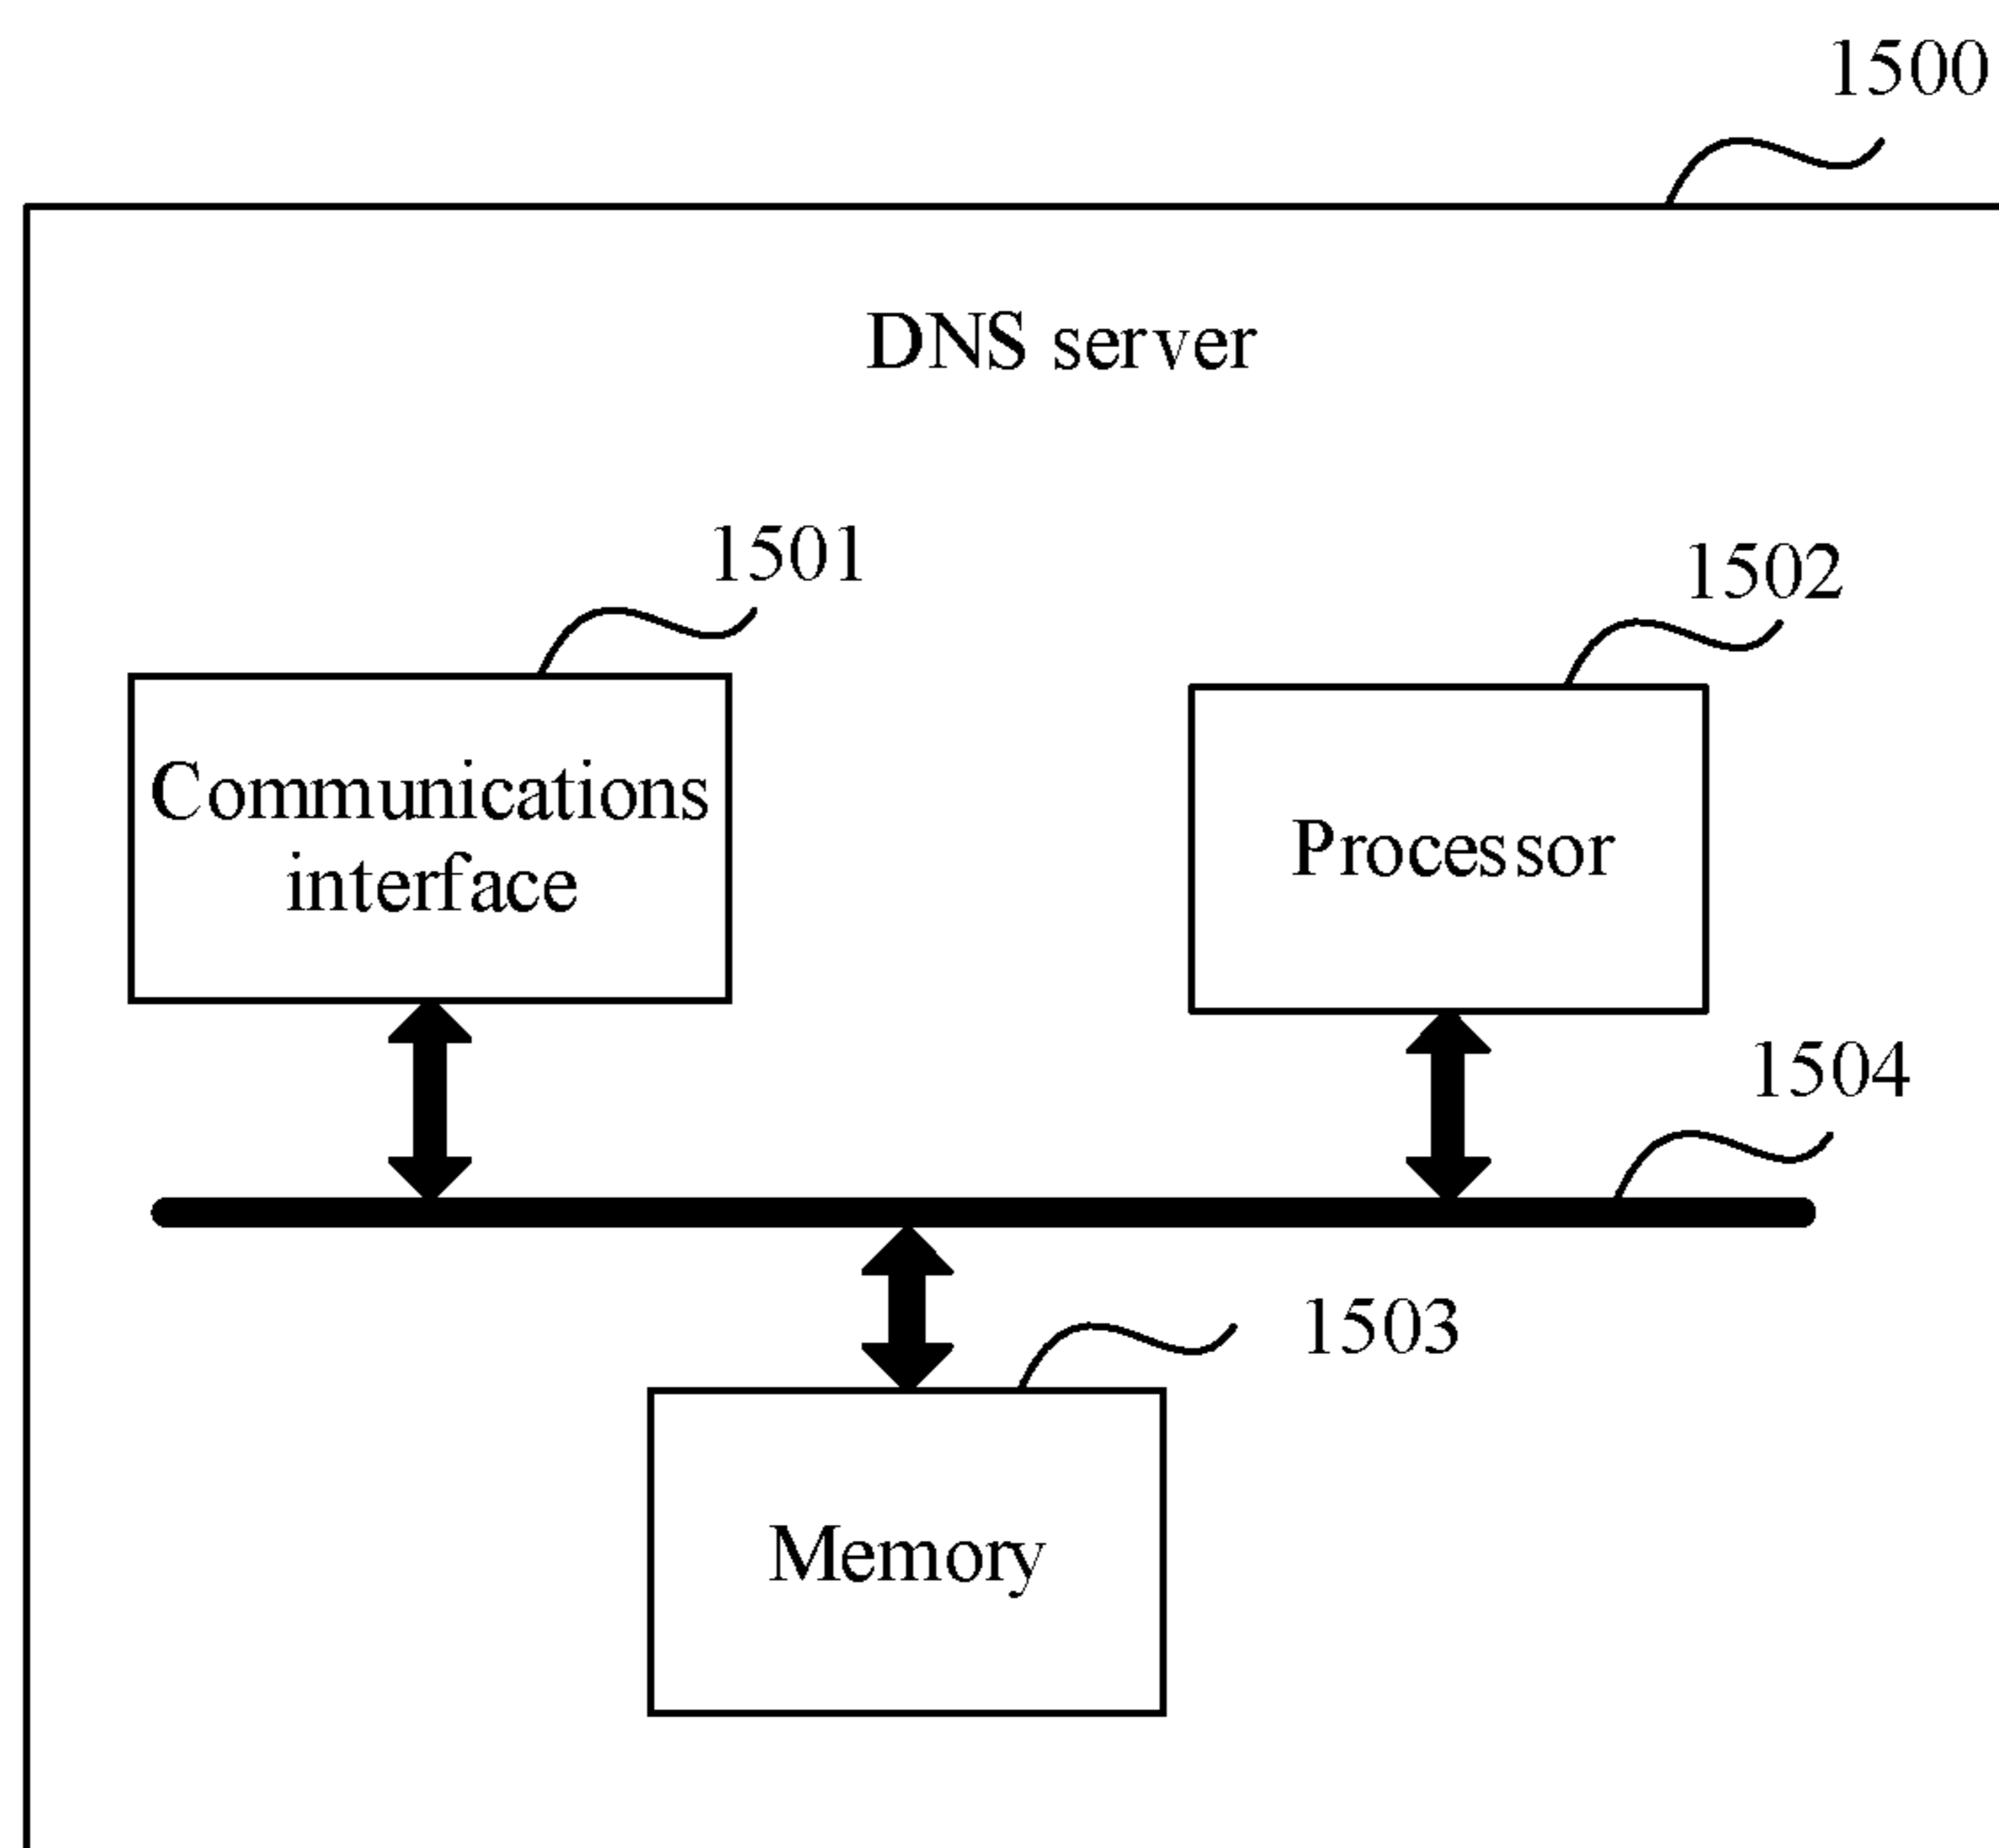 1500
DNS server
1501
1502
Communications
interface
Processor
1504
1503
Memory